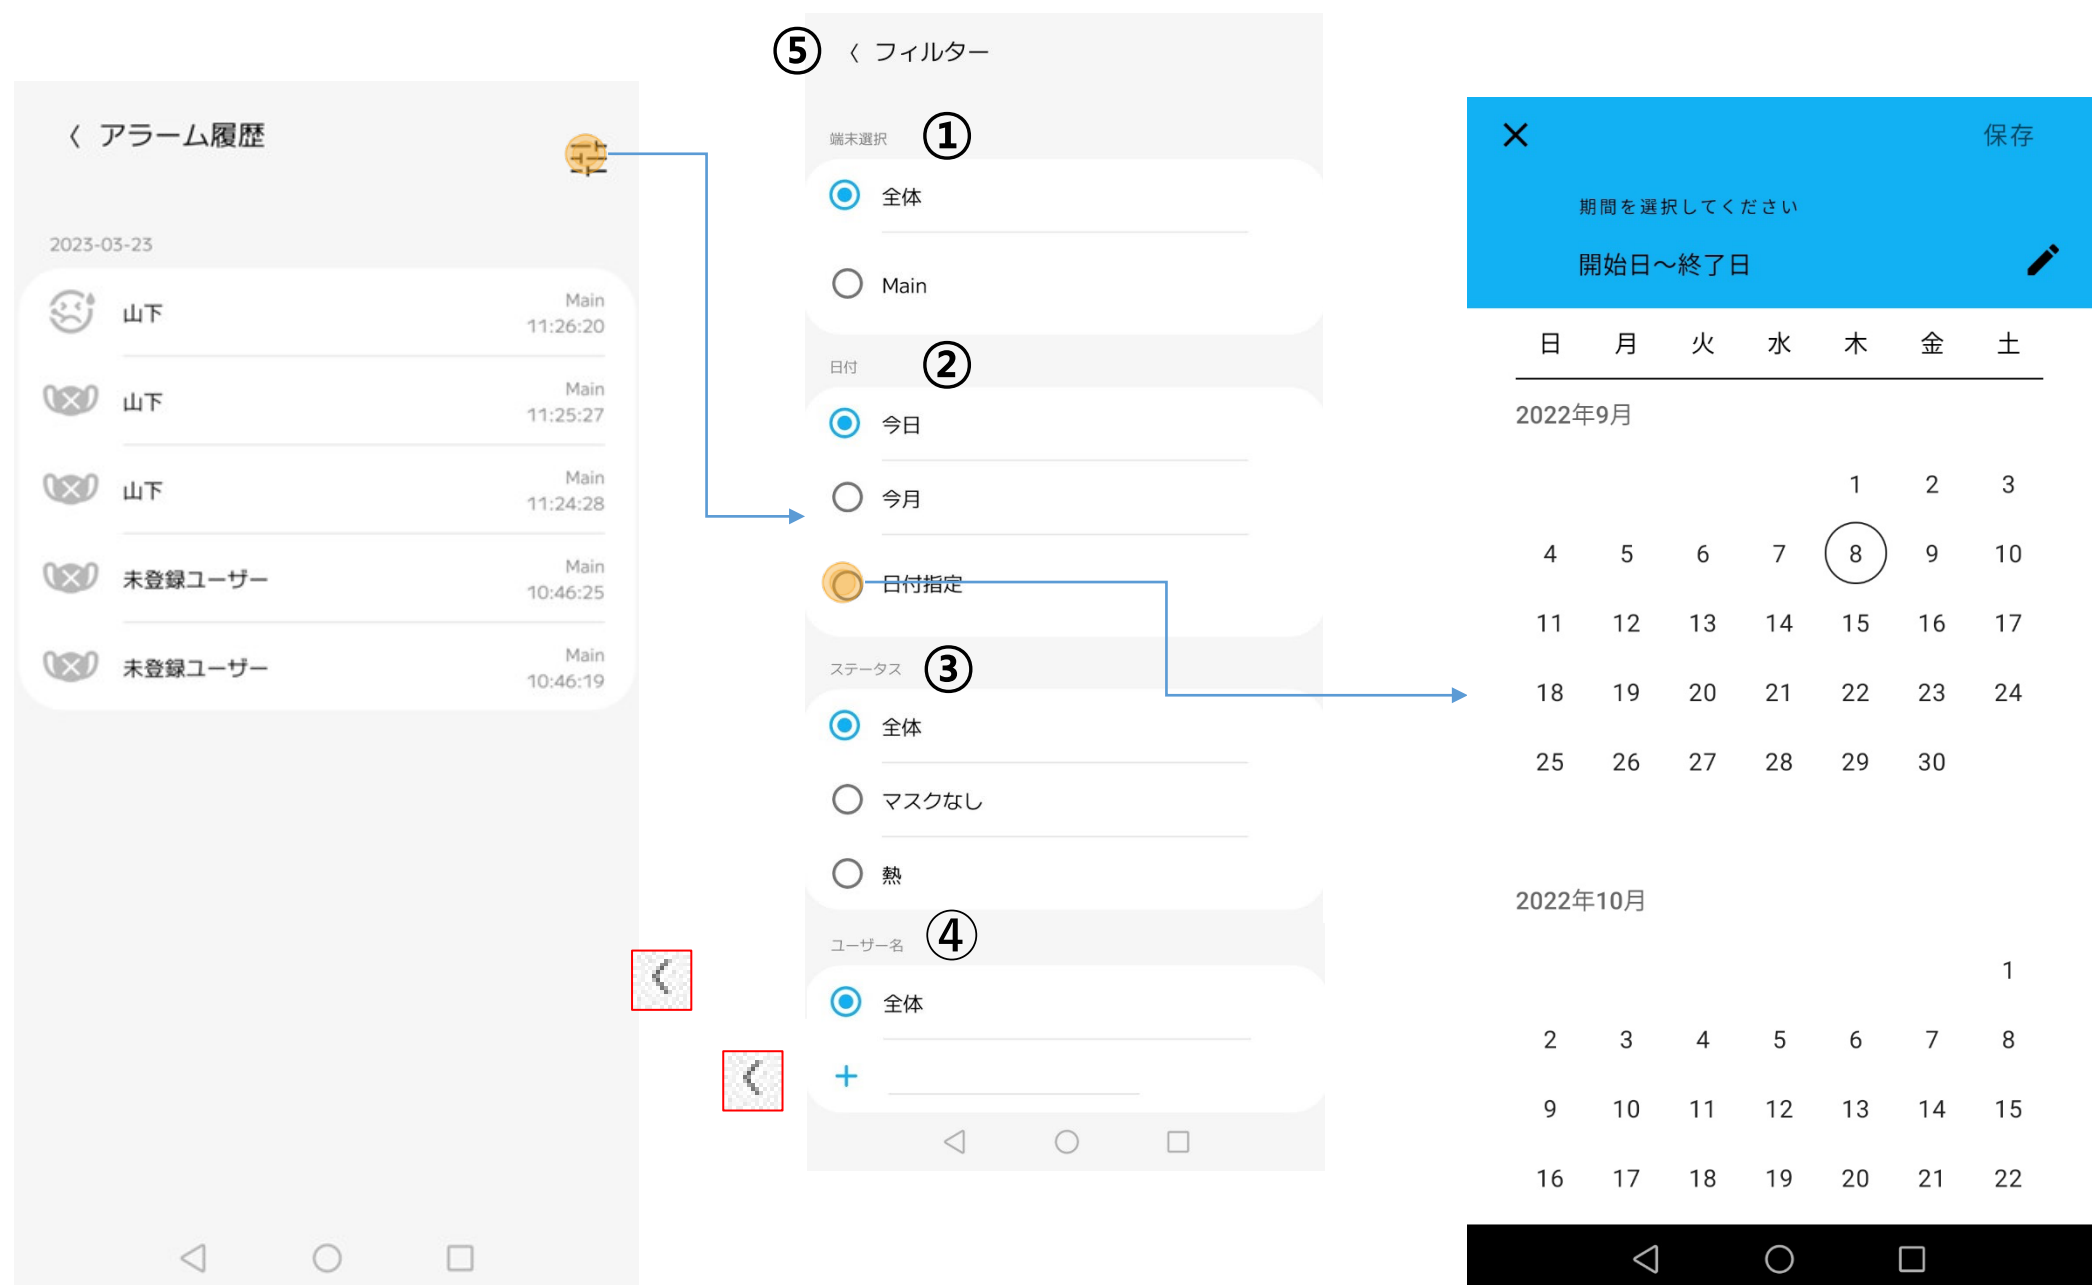 アラーム履歴
2023-03-23
山下
Main
11:26:20
山下
Main
11:25:27
山下
Main
11:24:28
未登録ユーザー
Main
10:46:25
未登録ユーザー
Main
10:46:19
⑤
フィルター
端末選択 ①
全体
Main
日付 ②
今日
今月
日付指定
ステータス ③
全体
マスクなし
熱
ユーザー名 ④
全体
保存
期間を選択してください
開始日～終了日
日 月 火 水 木 金 土
2022年9月
1 2 3
4 5 6 7 8 9 10
11 12 13 14 15 16 17
18 19 20 21 22 23 24
25 26 27 28 29 30
2022年10月
1
2 3 4 5 6 7 8
9 10 11 12 13 14 15
16 17 18 19 20 21 22